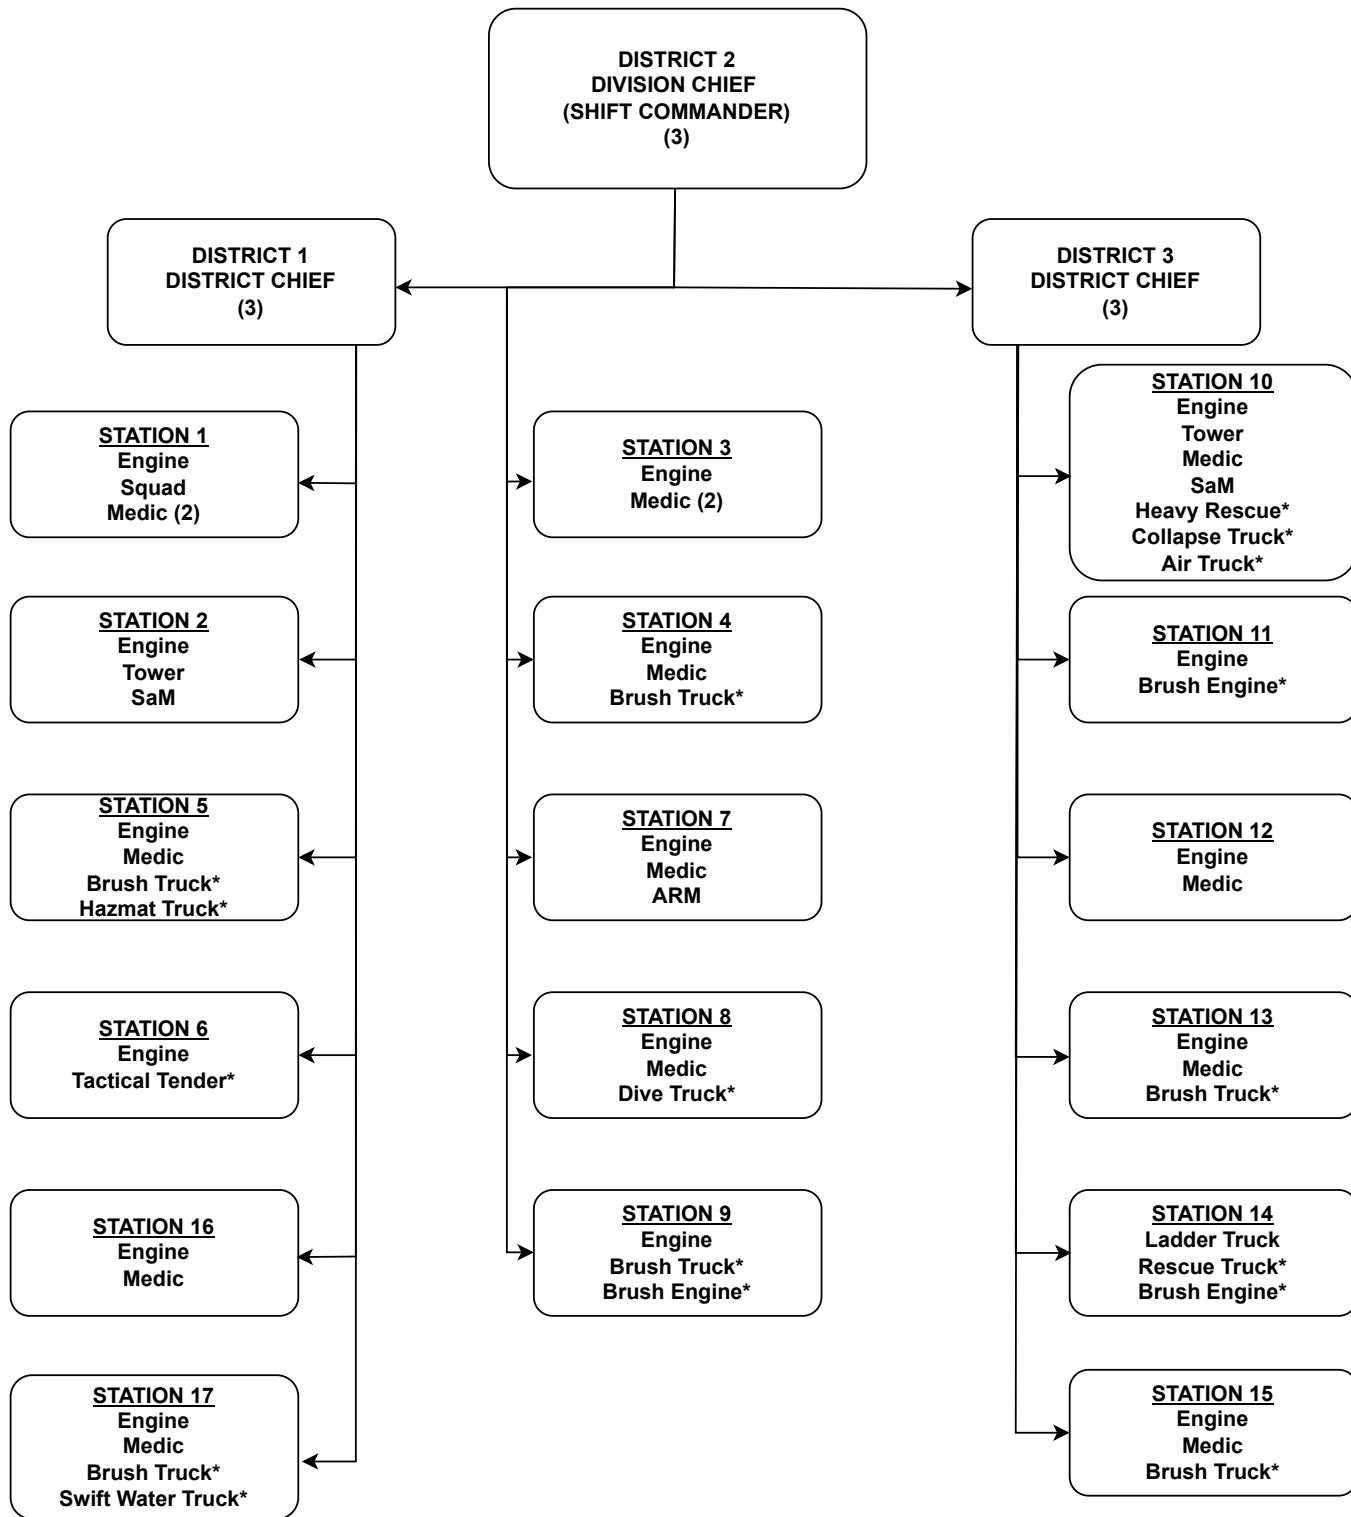 DISTRICT 2
DIVISION CHIEF
(SHIFT COMMANDER)
(3)
DISTRICT 1
DISTRICT CHIEF
(3)
DISTRICT 3
DISTRICT CHIEF
(3)
STATION 1
Engine
Squad
Medic (2)
STATION 2
Engine
Tower
SaM
STATION 5
Engine
Medic
Brush Truck*
Hazmat Truck*
STATION 6
Engine
Tactical Tender*
STATION 16
Engine
Medic
STATION 17
Engine
Medic
Brush Truck*
Swift Water Truck*
STATION 3
Engine
Medic (2)
STATION 4
Engine
Medic
Brush Truck*
STATION 7
Engine
Medic
ARM
STATION 8
Engine
Medic
Dive Truck*
STATION 9
Engine
Brush Truck*
Brush Engine*
STATION 10
Engine
Tower
Medic
SaM
Heavy Rescue*
Collapse Truck*
Air Truck*
STATION 11
Engine
Brush Engine*
STATION 12
Engine
Medic
STATION 13
Engine
Medic
Brush Truck*
STATION 14
Ladder Truck
Rescue Truck*
Brush Engine*
STATION 15
Engine
Medic
Brush Truck*